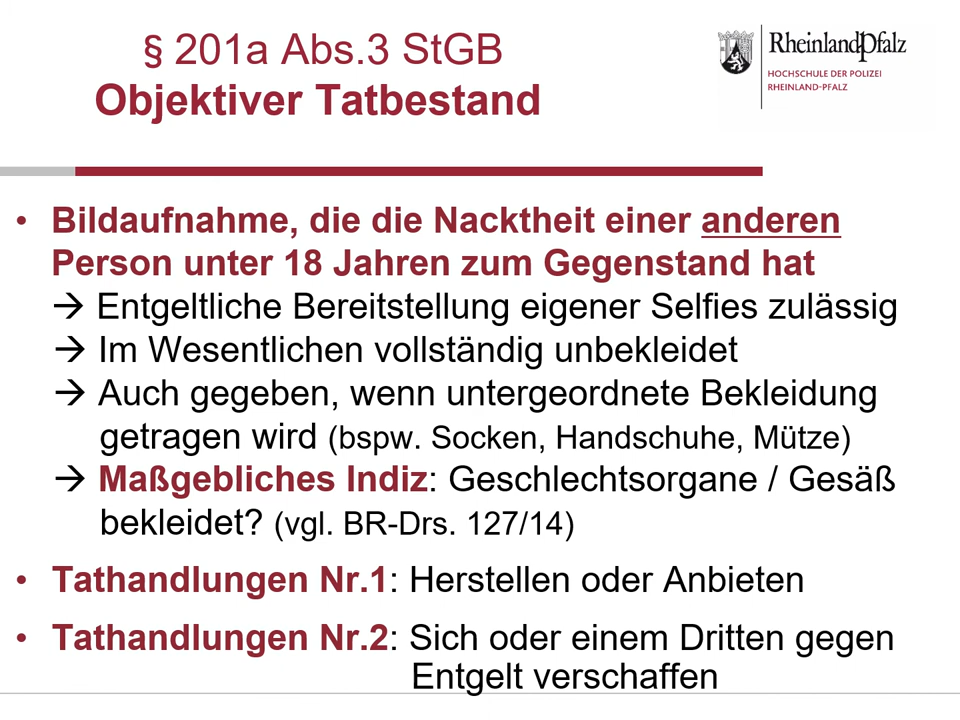 § 201a Abs.3 StGB
Objektiver Tatbestand
RheinlandPfalz
HOCHSCHULE DER POLIZEI
RHEINLAND-PFALZ
• Bildaufnahme, die die Nacktheit einer anderen
Person unter 18 Jahren zum Gegenstand hat
→ Entgeltliche Bereitstellung eigener Selfies zulässig
→ Im Wesentlichen vollständig unbekleidet
→ Auch gegeben, wenn untergeordnete Bekleidung
getragen wird (bspw. Socken, Handschuhe, Mütze)
→ Maßgebliches Indiz: Geschlechtsorgane / Gesäß
bekleidet? (vgl. BR-Drs. 127/14)
• Tathandlungen Nr.1: Herstellen oder Anbieten
• Tathandlungen Nr.2: Sich oder einem Dritten gegen
Entgelt verschaffen